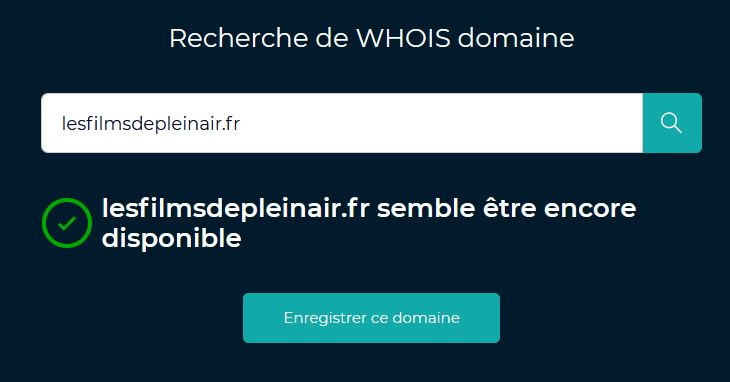 Recherche de WHOIS domaine
lesfilmsdepleinair.fr
lesfilmsdepleinair.fr semble être encore
disponible
Enregistrer ce domaine